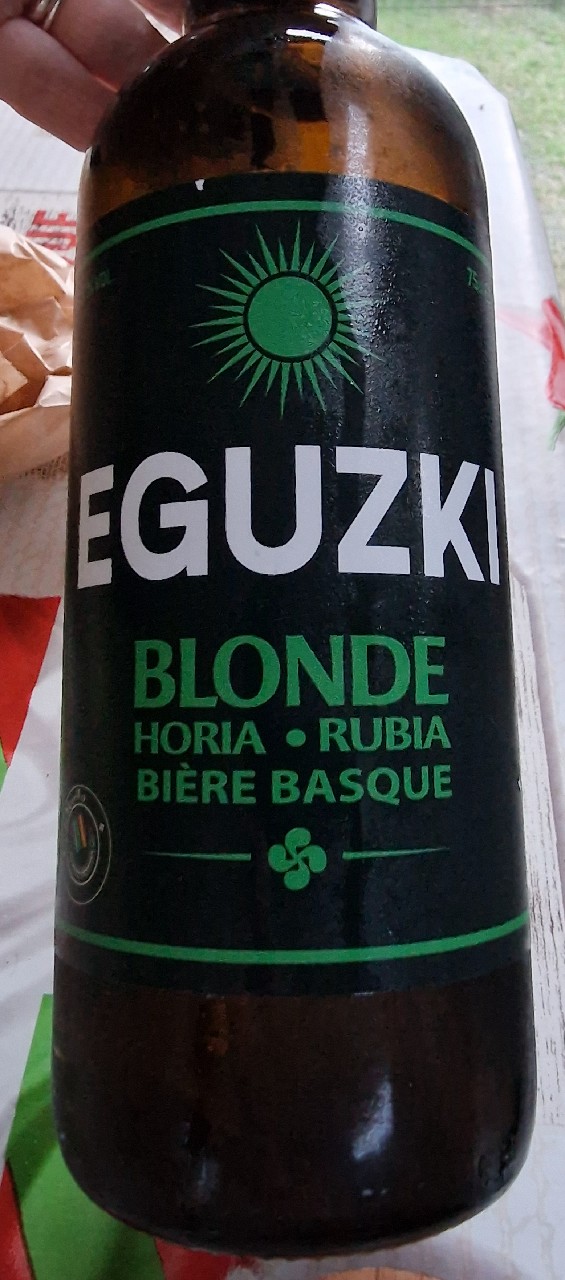 EGUZKI
BLONDE
HORIA • RUBIA
BIÈRE BASQUE